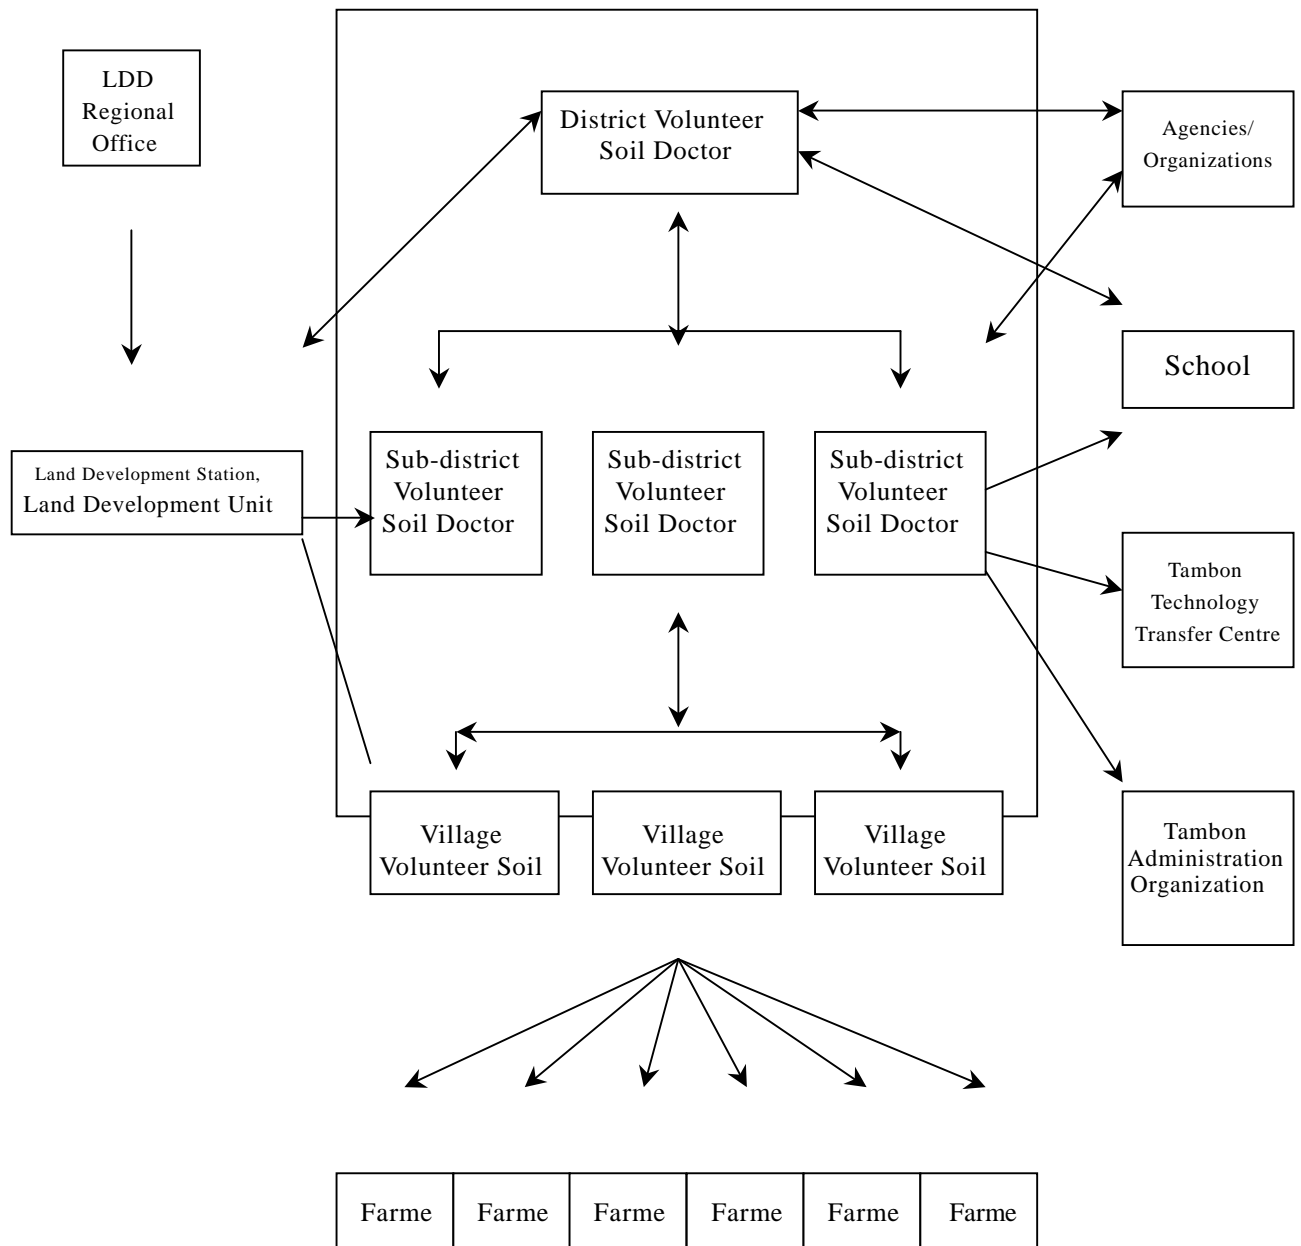 LDD
Regional
Office
District Volunteer
Soil Doctor
Agencies/
Organizations
School
Land Development Station,
Land Development Unit
Sub-district
Volunteer
Soil Doctor
Sub-district
Volunteer
Soil Doctor
Sub-district
Volunteer
Soil Doctor
Tambon
Technology
Transfer Centre
Village
Volunteer Soil
Village
Volunteer Soil
Village
Volunteer Soil
Tambon
Administration
Organization
Farme
Farme
Farme
Farme
Farme
Farme